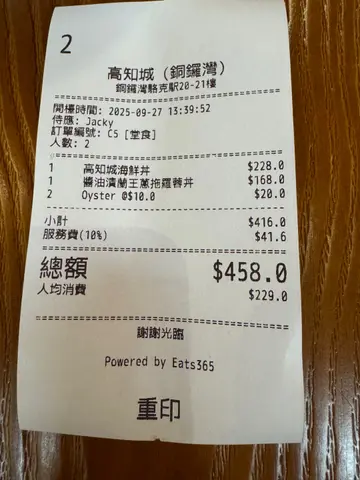 2
高知城（銅鑼灣）
銅鑼灣駱克駅20-21樓
開檯時間: 2025-09-27 13:39:52
侍應: Jacky
訂單編號: C5 [堂食]
人數: 2
1 高知城海鮮丼 $228.0
1 醬油漬蘭王蔥拖羅蓉丼 $168.0
2 Oyster @$10.0 $20.0
小計 $416.0
服務費(10%) $41.6
總額 $458.0
人均消費 $229.0
謝謝光臨
Powered by Eats365
重印